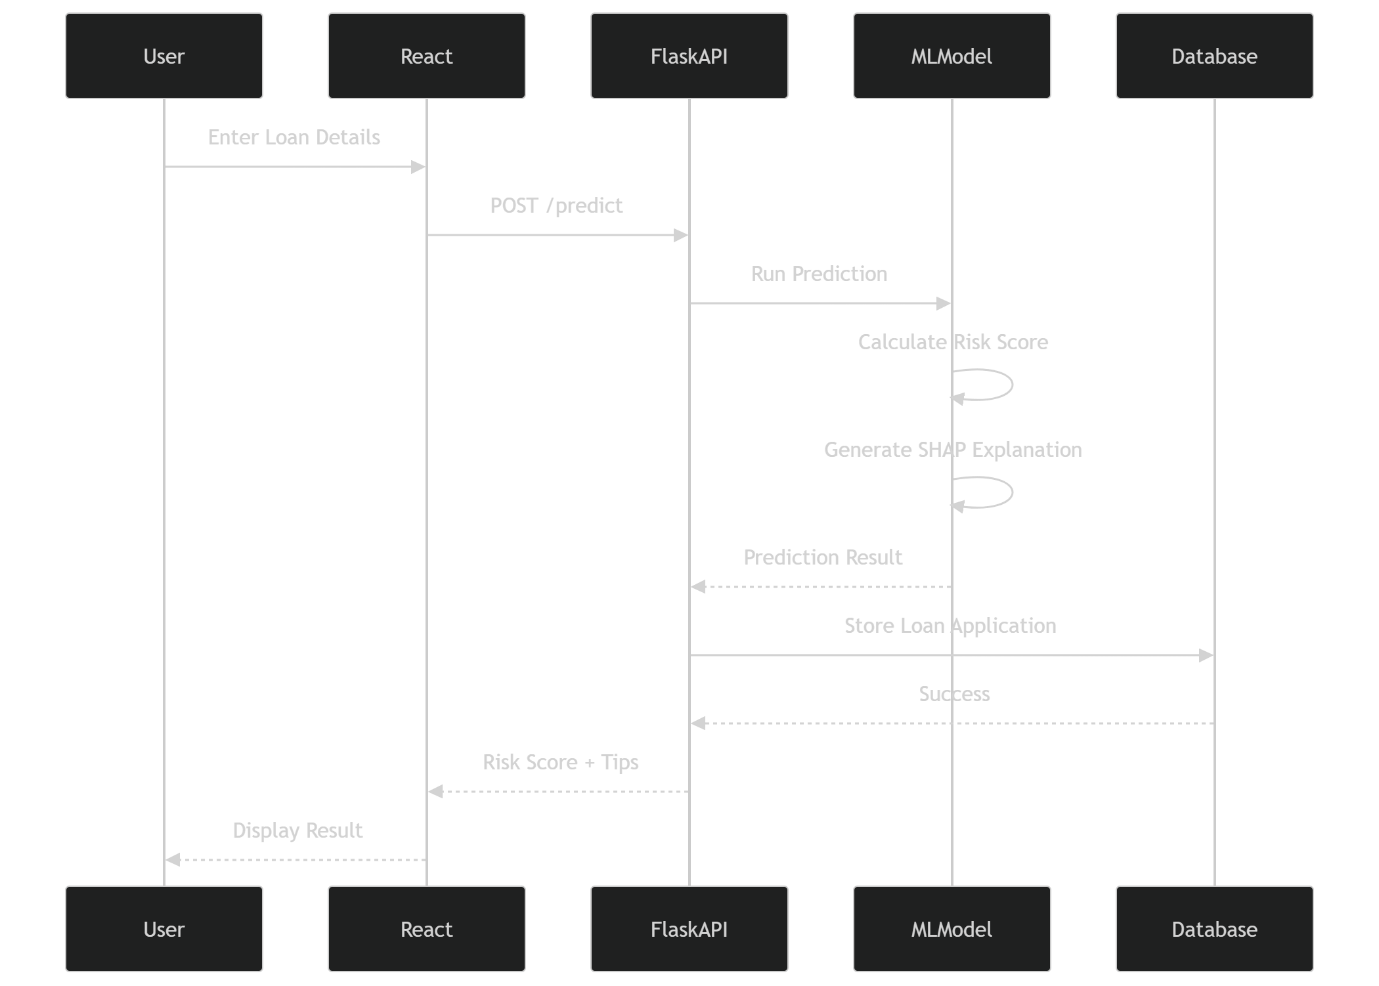 User
React
FlaskAPI
MLModel
Database
Enter Loan Details
POST /predict
Run Prediction
Calculate Risk Score
Generate SHAP Explanation
Prediction Result
Store Loan Application
Success
Risk Score + Tips
Display Result
User
React
FlaskAPI
MLModel
Database